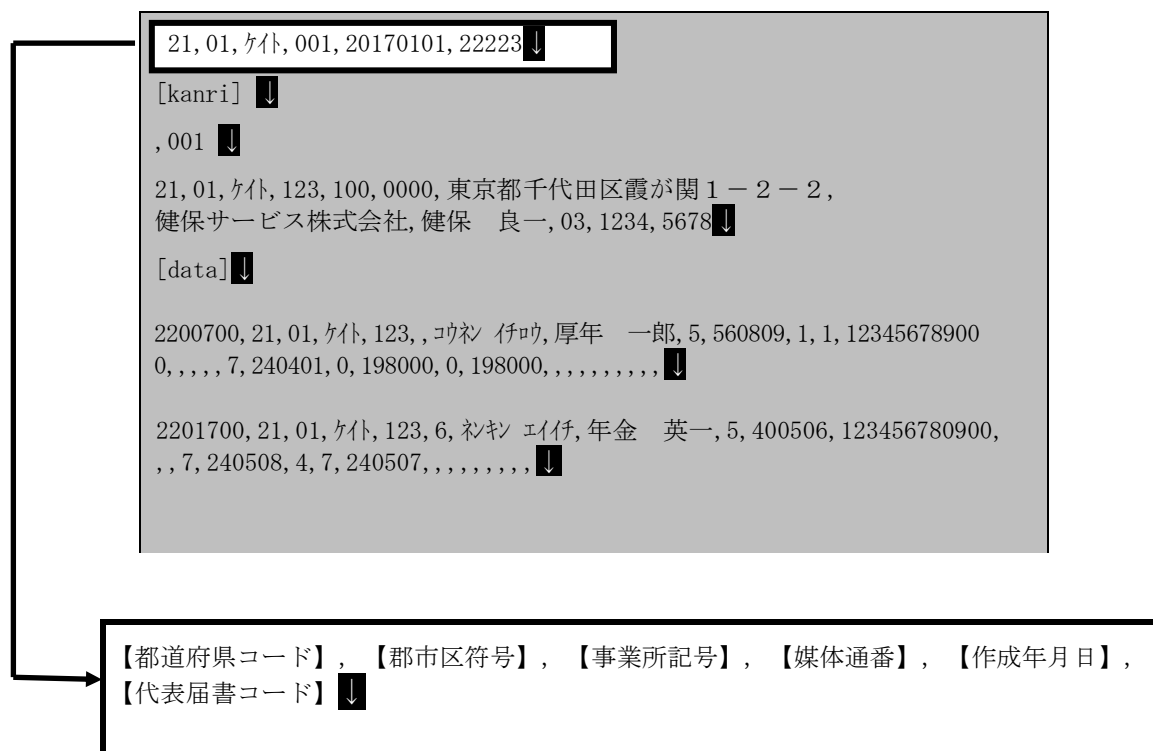 21,01,ｹｲﾄ,001,20170101,22223↓
[kanri] ↓
,001 ↓
21,01,ｹｲﾄ,123,100,0000,東京都千代田区霞が関１－２－２,
健保サービス株式会社,健保　良一,03,1234,5678↓
[data]↓
2200700,21,01,ｹｲﾄ,123,,ｺｳﾈﾝ ｲﾁﾛｳ,厚年　一郎,5,560809,1,1,12345678900
0,,,,,7,240401,0,198000,0,198000,,,,,,,,,,↓
2201700,21,01,ｹｲﾄ,123,6,ﾈﾝｷﾝ ｴｲｲﾁ,年金　英一,5,400506,123456780900,
,,7,240508,4,7,240507,,,,,,,,,↓
【都道府県コード】, 【郡市区符号】, 【事業所記号】, 【媒体通番】, 【作成年月日】,
【代表届書コード】↓